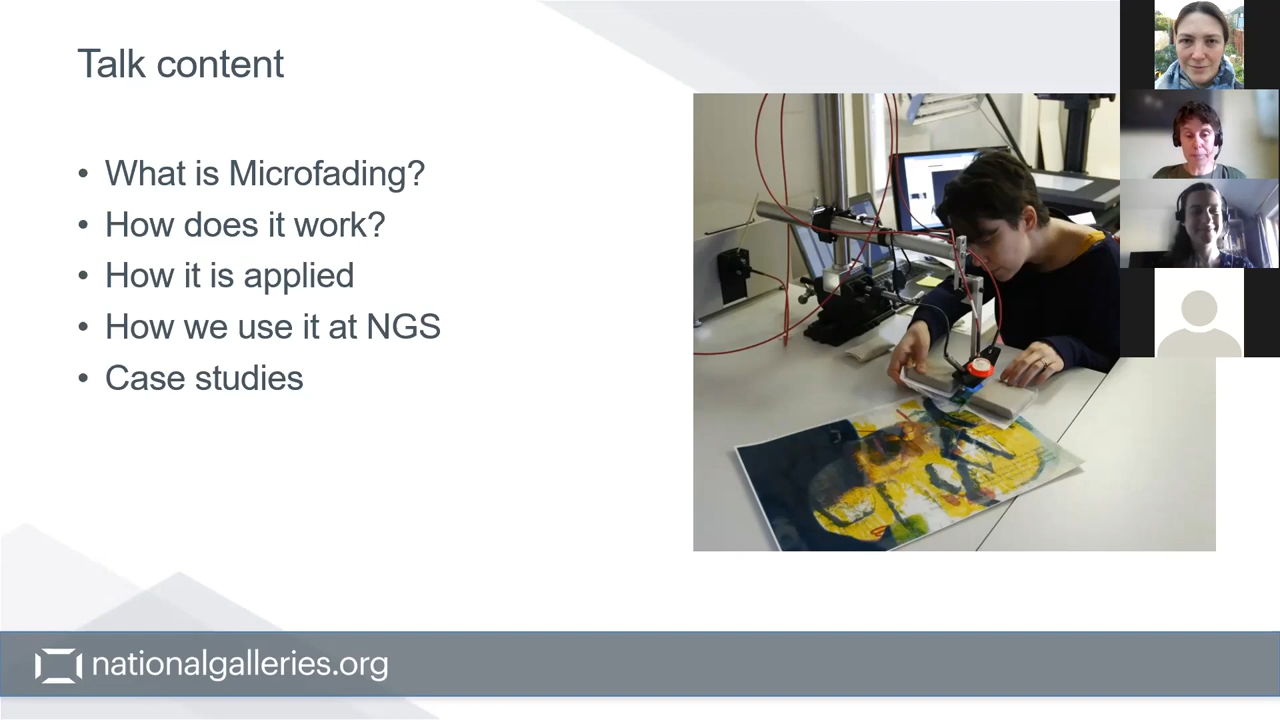 Talk content
• What is Microfading?
• How does it work?
• How it is applied
• How we use it at NGS
• Case studies
nationalgalleries.org